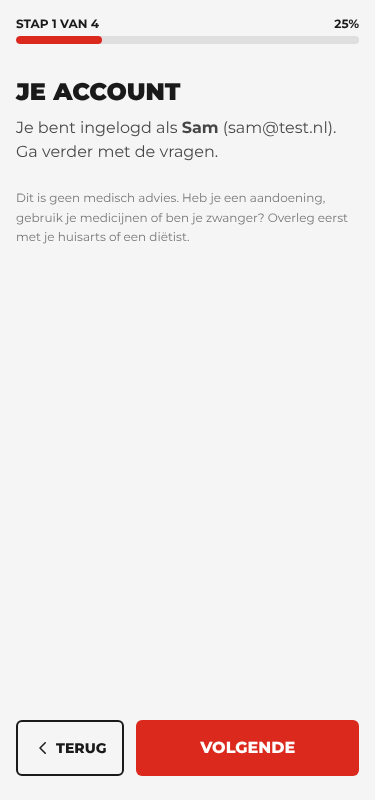 STAP 1 VAN 4
25%
JE ACCOUNT
Je bent ingelogd als Sam (sam@test.nl).
Ga verder met de vragen.
Dit is geen medisch advies. Heb je een aandoening,
gebruik je medicijnen of ben je zwanger? Overleg eerst
met je huisarts of een diëtist.
TERUG
VOLGENDE